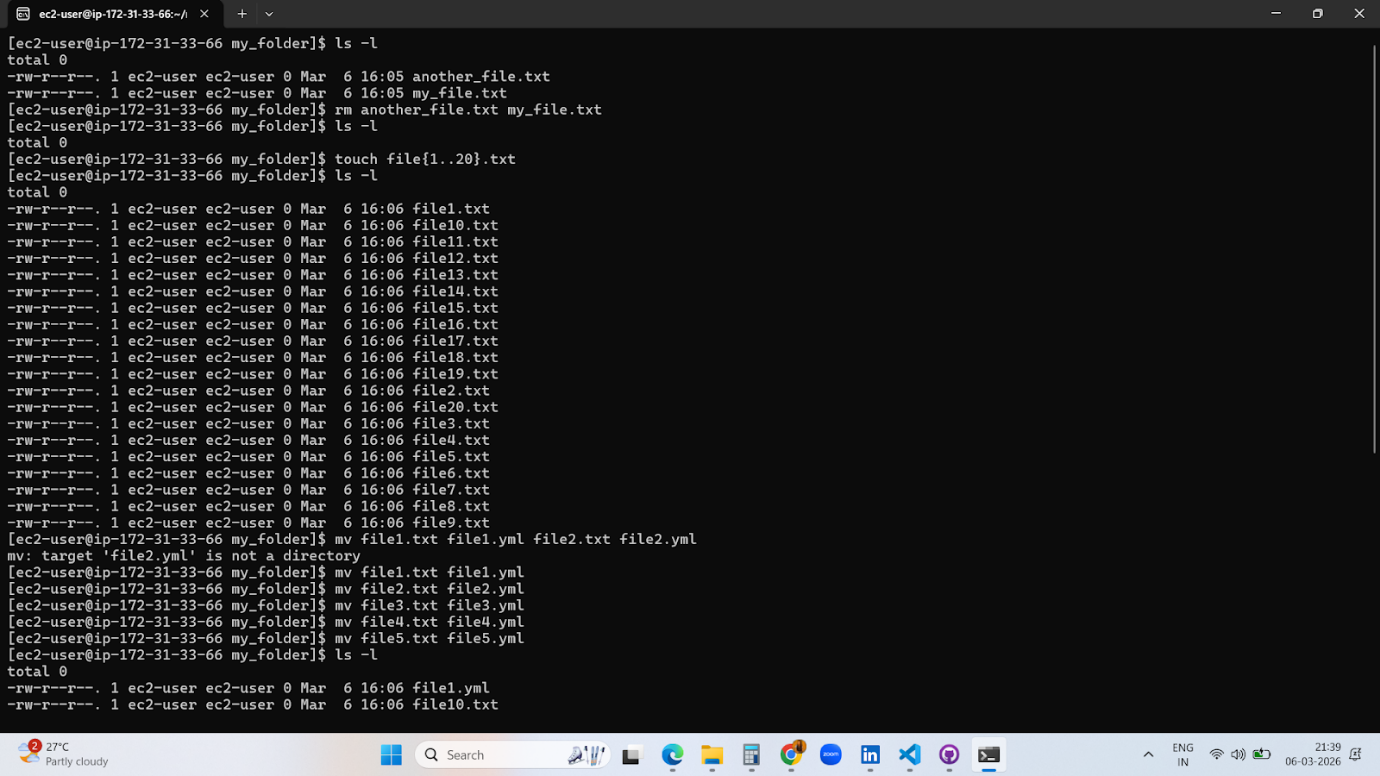 ec2-user@ip-172-31-33-66:~/
[ec2-user@ip-172-31-33-66 my_folder]$ ls -l
total 0
-rw-r--r--. 1 ec2-user ec2-user 0 Mar  6 16:05 another_file.txt
-rw-r--r--. 1 ec2-user ec2-user 0 Mar  6 16:05 my_file.txt
[ec2-user@ip-172-31-33-66 my_folder]$ rm another_file.txt my_file.txt
[ec2-user@ip-172-31-33-66 my_folder]$ ls -l
total 0
[ec2-user@ip-172-31-33-66 my_folder]$ touch file{1..20}.txt
[ec2-user@ip-172-31-33-66 my_folder]$ ls -l
total 0
-rw-r--r--. 1 ec2-user ec2-user 0 Mar  6 16:06 file1.txt
-rw-r--r--. 1 ec2-user ec2-user 0 Mar  6 16:06 file10.txt
-rw-r--r--. 1 ec2-user ec2-user 0 Mar  6 16:06 file11.txt
-rw-r--r--. 1 ec2-user ec2-user 0 Mar  6 16:06 file12.txt
-rw-r--r--. 1 ec2-user ec2-user 0 Mar  6 16:06 file13.txt
-rw-r--r--. 1 ec2-user ec2-user 0 Mar  6 16:06 file14.txt
-rw-r--r--. 1 ec2-user ec2-user 0 Mar  6 16:06 file15.txt
-rw-r--r--. 1 ec2-user ec2-user 0 Mar  6 16:06 file16.txt
-rw-r--r--. 1 ec2-user ec2-user 0 Mar  6 16:06 file17.txt
-rw-r--r--. 1 ec2-user ec2-user 0 Mar  6 16:06 file18.txt
-rw-r--r--. 1 ec2-user ec2-user 0 Mar  6 16:06 file19.txt
-rw-r--r--. 1 ec2-user ec2-user 0 Mar  6 16:06 file2.txt
-rw-r--r--. 1 ec2-user ec2-user 0 Mar  6 16:06 file20.txt
-rw-r--r--. 1 ec2-user ec2-user 0 Mar  6 16:06 file3.txt
-rw-r--r--. 1 ec2-user ec2-user 0 Mar  6 16:06 file4.txt
-rw-r--r--. 1 ec2-user ec2-user 0 Mar  6 16:06 file5.txt
-rw-r--r--. 1 ec2-user ec2-user 0 Mar  6 16:06 file6.txt
-rw-r--r--. 1 ec2-user ec2-user 0 Mar  6 16:06 file7.txt
-rw-r--r--. 1 ec2-user ec2-user 0 Mar  6 16:06 file8.txt
-rw-r--r--. 1 ec2-user ec2-user 0 Mar  6 16:06 file9.txt
[ec2-user@ip-172-31-33-66 my_folder]$ mv file1.txt file1.yml file2.txt file2.yml
mv: target 'file2.yml' is not a directory
[ec2-user@ip-172-31-33-66 my_folder]$ mv file1.txt file1.yml
[ec2-user@ip-172-31-33-66 my_folder]$ mv file2.txt file2.yml
[ec2-user@ip-172-31-33-66 my_folder]$ mv file3.txt file3.yml
[ec2-user@ip-172-31-33-66 my_folder]$ mv file4.txt file4.yml
[ec2-user@ip-172-31-33-66 my_folder]$ mv file5.txt file5.yml
[ec2-user@ip-172-31-33-66 my_folder]$ ls -l
total 0
-rw-r--r--. 1 ec2-user ec2-user 0 Mar  6 16:06 file1.yml
-rw-r--r--. 1 ec2-user ec2-user 0 Mar  6 16:06 file10.txt
2
27°C
Partly cloudy
Search
zoom
in
ENG
IN
21:39
06-03-2026